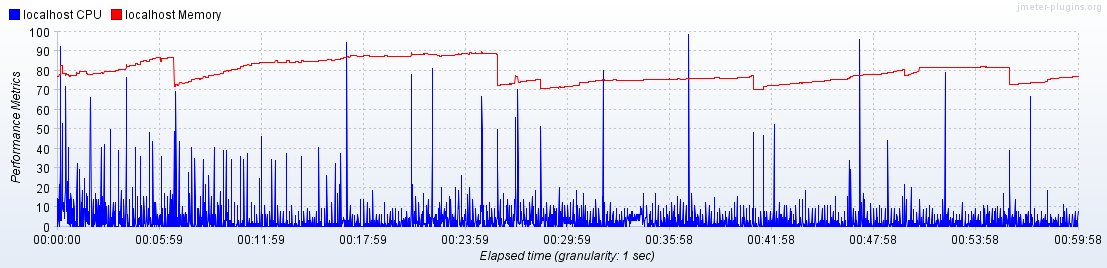 jmeter-plugins.org
localhost CPU localhost Memory
100
90
80
70
60
50
40
30
20
10
0
Performance Metrics
00:00:00 00:05:59 00:11:59 00:17:59 00:23:59 00:29:59 00:35:58 00:41:58 00:47:58 00:53:58 00:59:58
Elapsed time (granularity: 1 sec)